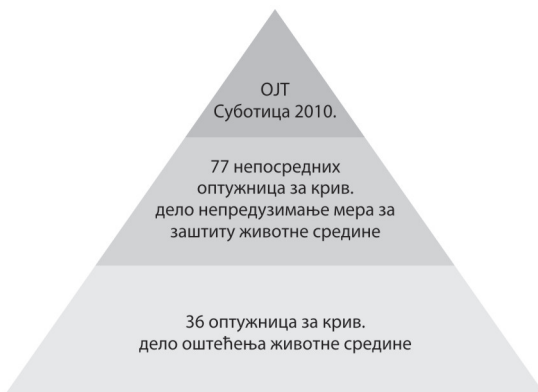 ОЈТ
Суботица 2010.
77 непосредних
оптужница за крив.
дело непредузимање мера за
заштиту животне средине
36 оптужница за крив.
дело оштећења животне средине